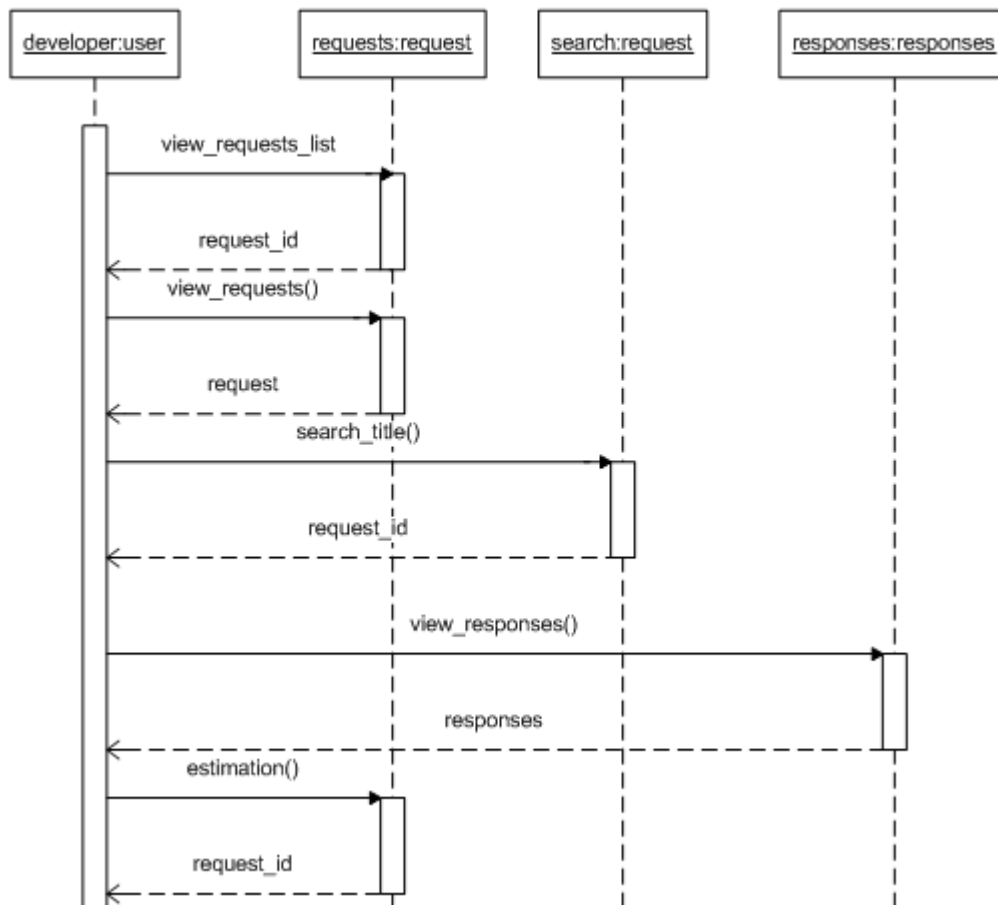 developer:user
requests:request
search:request
responses:responses
view_requests_list
request_id
view_requests()
request
search_title()
request_id
view_responses()
responses
estimation()
request_id